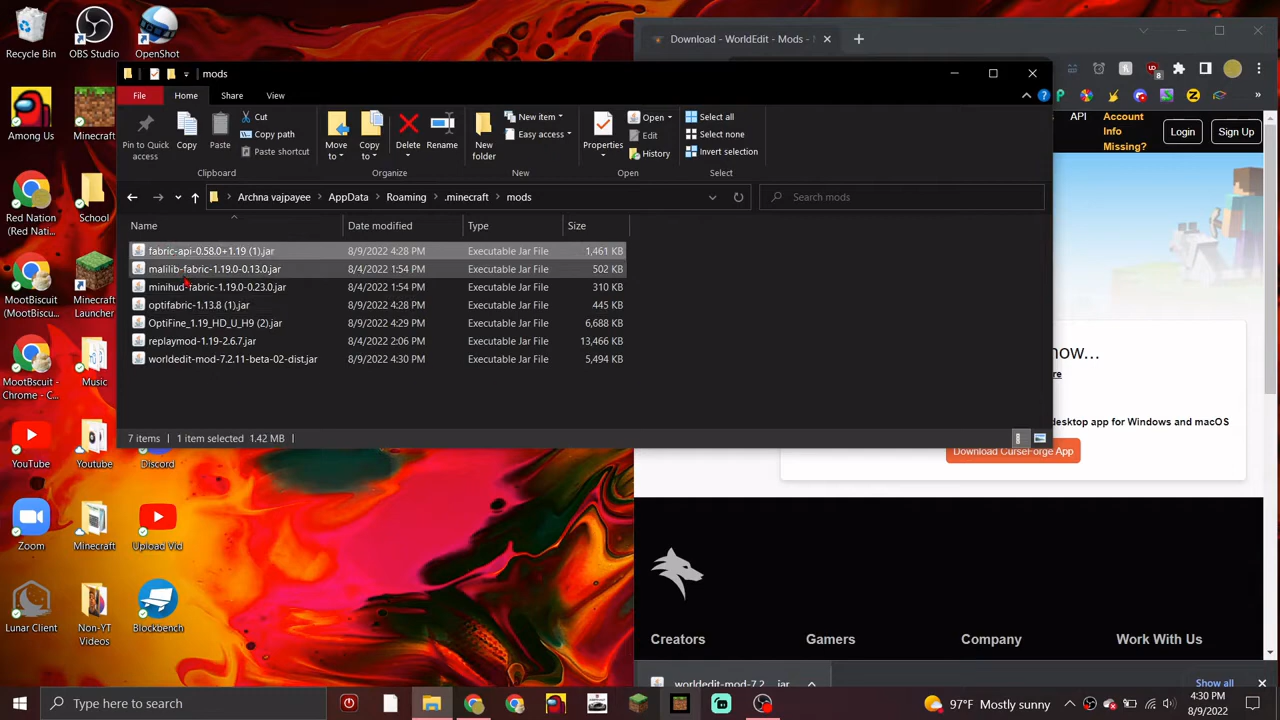 Recycle Bin
OBS Studio
OpenShot
Among Us
Minecraft
Red Nation
(Red Nati...
School
MootBiscuit
(MootBiscu...
Minecraft
Launcher
MootBscuit -
Chrome - C...
Music
YouTube
Youtube
Discord
Zoom
Minecraft
Upload Vid
Lunar Client
Non-YT
Videos
Blockbench
mods
File
Home
Share
View
Pin to Quick
access
Copy
Paste
Cut
Copy path
Paste shortcut
Clipboard
Move
to
Copy
to
Delete
Rename
Organize
New
folder
New item
Easy access
New
Properties
Open
Edit
History
Open
Select all
Select none
Invert selection
Select
Archna vajpayee > AppData > Roaming > .minecraft > mods
Search mods
Name Date modified Type Size
fabric-api-0.58.0+1.19 (1).jar 8/9/2022 4:28 PM Executable Jar File 1,461 KB
malilib-fabric-1.19.0-0.13.0.jar 8/4/2022 1:54 PM Executable Jar File 502 KB
minihud-fabric-1.19.0-0.23.0.jar 8/4/2022 1:54 PM Executable Jar File 310 KB
optifabric-1.13.8 (1).jar 8/9/2022 4:28 PM Executable Jar File 445 KB
OptiFine_1.19_HD_U_H9 (2).jar 8/9/2022 4:29 PM Executable Jar File 6,688 KB
replaymod-1.19-2.6.7.jar 8/4/2022 2:06 PM Executable Jar File 13,466 KB
worldedit-mod-7.2.11-beta-02-dist.jar 8/9/2022 4:30 PM Executable Jar File 5,494 KB
7 items
1 item selected 1.42 MB
Download - WorldEdit - Mods -
8
API
Account
Info
Missing?
Login
Sign Up
now...
re
desktop app for Windows and macOS
Download CurseForge App
Creators
Gamers
Company
Work With Us
worldedit-mod-7.2....jar
Show all
Type here to search
97°F Mostly sunny
4:30 PM
8/9/2022